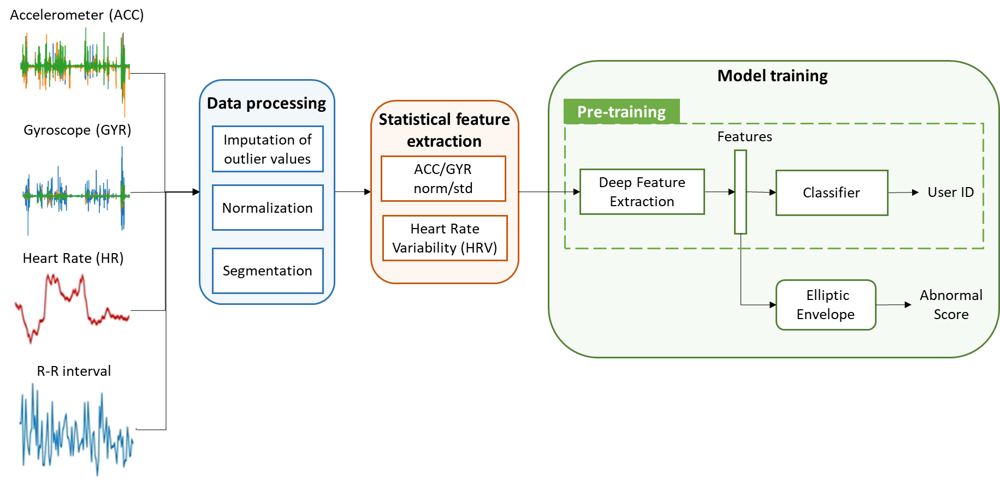 Accelerometer (ACC)
Gyroscope (GYR)
Heart Rate (HR)
R-R interval
Data processing
Imputation of
outlier values
Normalization
Segmentation
Statistical feature
extraction
ACC/GYR
norm/std
Heart Rate
Variability (HRV)
Model training
Pre-training
Features
Deep Feature
Extraction
Classifier
User ID
Elliptic
Envelope
Abnormal
Score